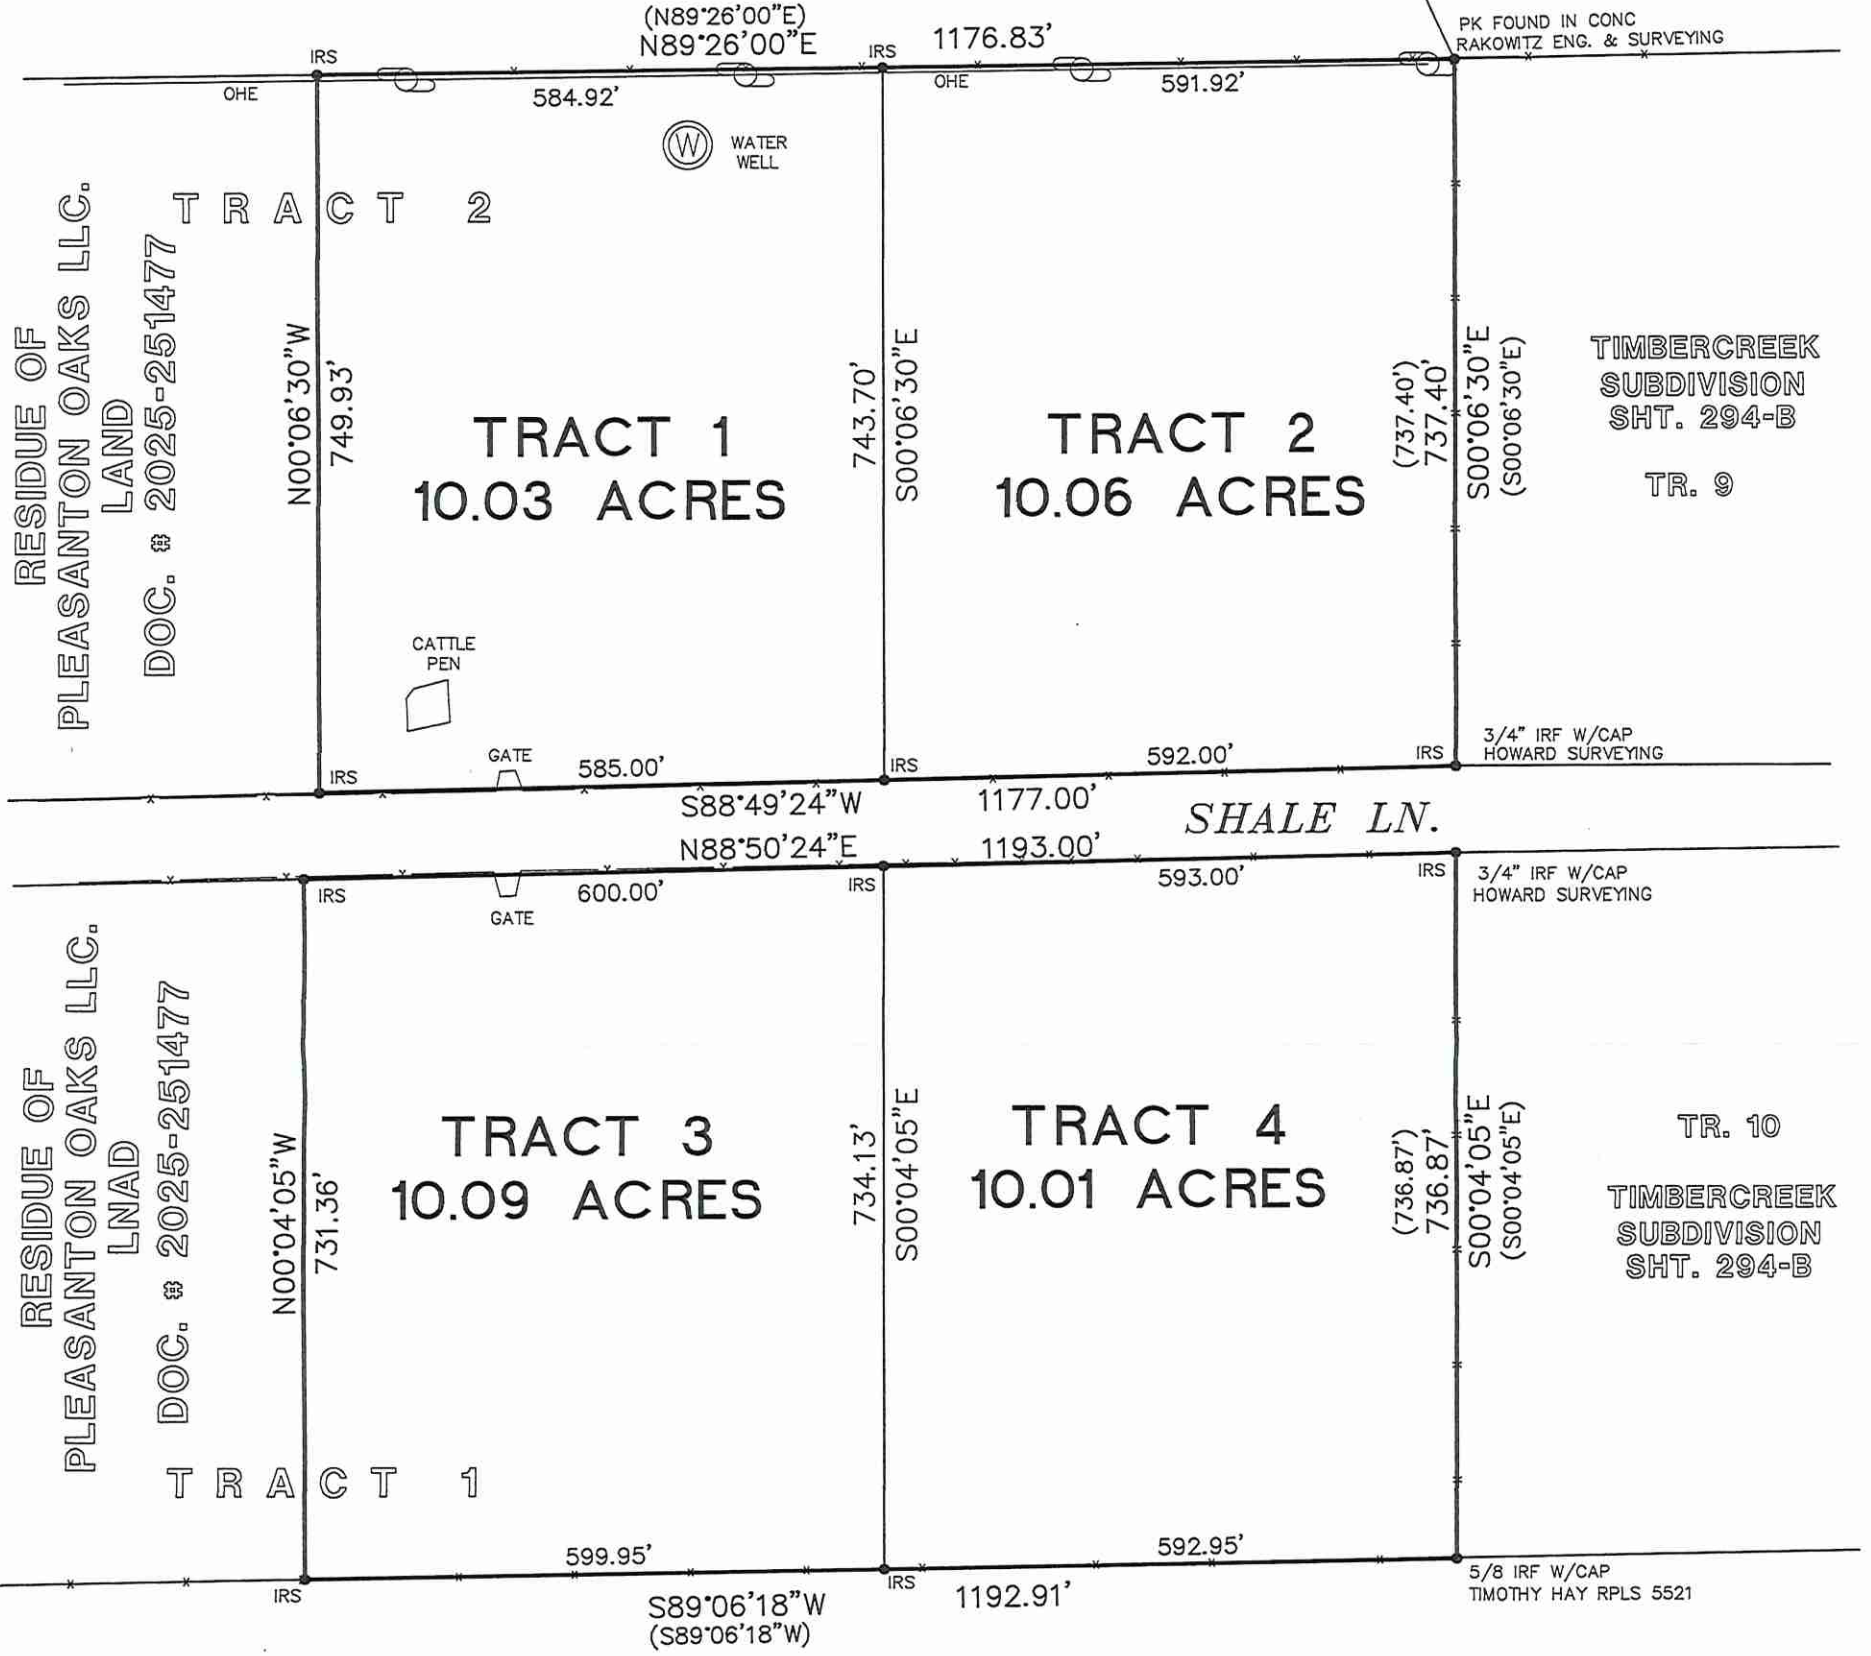 (N89°26'00"E)
N89°26'00"E
1176.83'
PK FOUND IN CONC
RAKOWITZ ENG. & SURVEYING
IRS
IRS
OHE
584.92'
OHE
591.92'
W
WATER
WELL
TRACT 2
RESIDUE OF
PLEASANTON OAKS LLC.
LAND
DOC. # 2025-251477
N00°06'30"W
749.93'
TRACT 1
10.03 ACRES
743.70'
S00°06'30"E
TRACT 2
10.06 ACRES
(737.40')
737.40'
S00°06'30"E
(S00°06'30"E)
TIMBERCREEK
SUBDIVISION
SHT. 294-B
TR. 9
CATTLE
PEN
IRS
GATE
585.00'
IRS
592.00'
IRS
3/4" IRF W/CAP
HOWARD SURVEYING
S88°49'24"W
1177.00'
SHALE LN.
N88°50'24"E
1193.00'
IRS
GATE
600.00'
IRS
593.00'
IRS
3/4" IRF W/CAP
HOWARD SURVEYING
RESIDUE OF
PLEASANTON OAKS LLC.
LNAD
DOC. # 2025-251477
N00°04'05"W
731.36'
TRACT 3
10.09 ACRES
734.13'
S00°04'05"E
TRACT 4
10.01 ACRES
(736.87')
736.87'
S00°04'05"E
(S00°04'05"E)
TR. 10
TIMBERCREEK
SUBDIVISION
SHT. 294-B
TRACT 1
599.95'
592.95'
IRS
IRS
5/8 IRF W/CAP
TIMOTHY HAY RPLS 5521
S89°06'18"W
1192.91'
(S89°06'18"W)